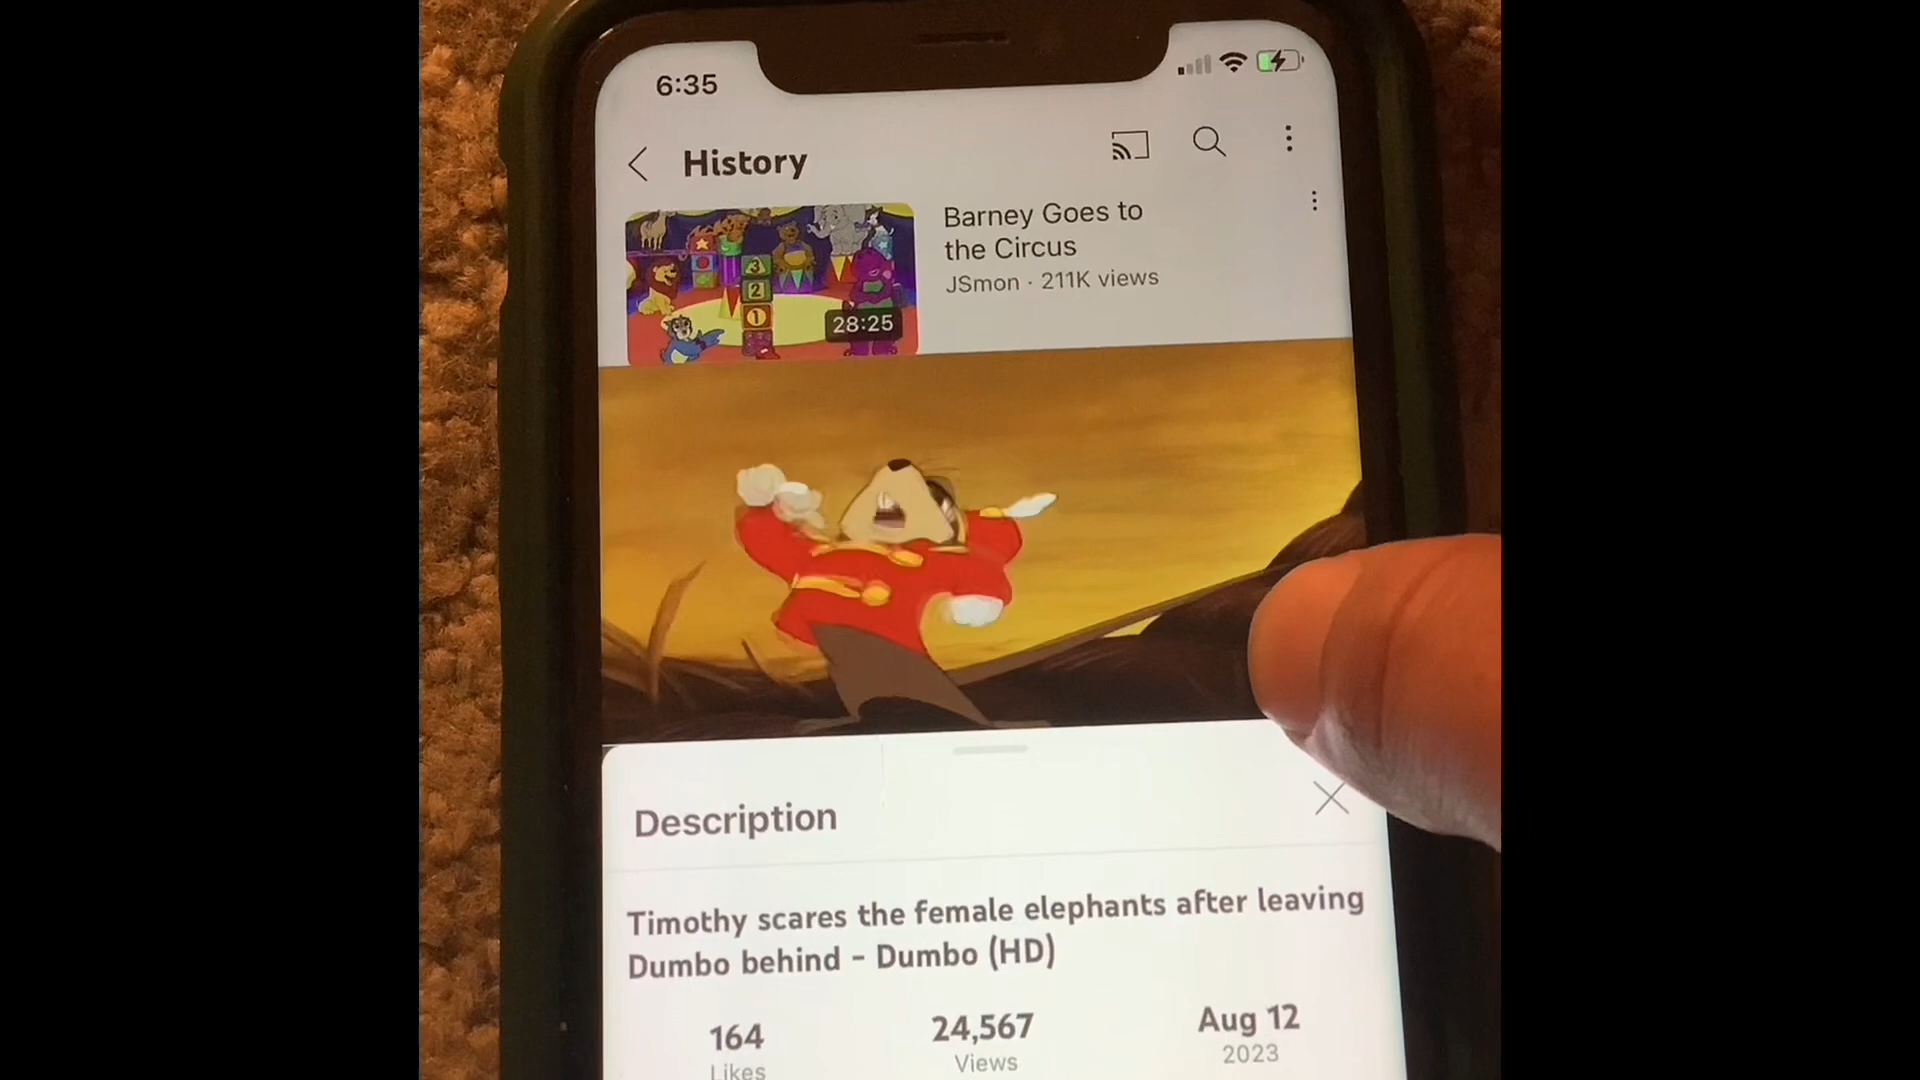 6:35
History
Barney Goes to
the Circus
JSmon · 211K views
3
2
1
28:25
Description
Timothy scares the female elephants after leaving
Dumbo behind - Dumbo (HD)
164
24,567
Aug 12
Likes
Views
2023